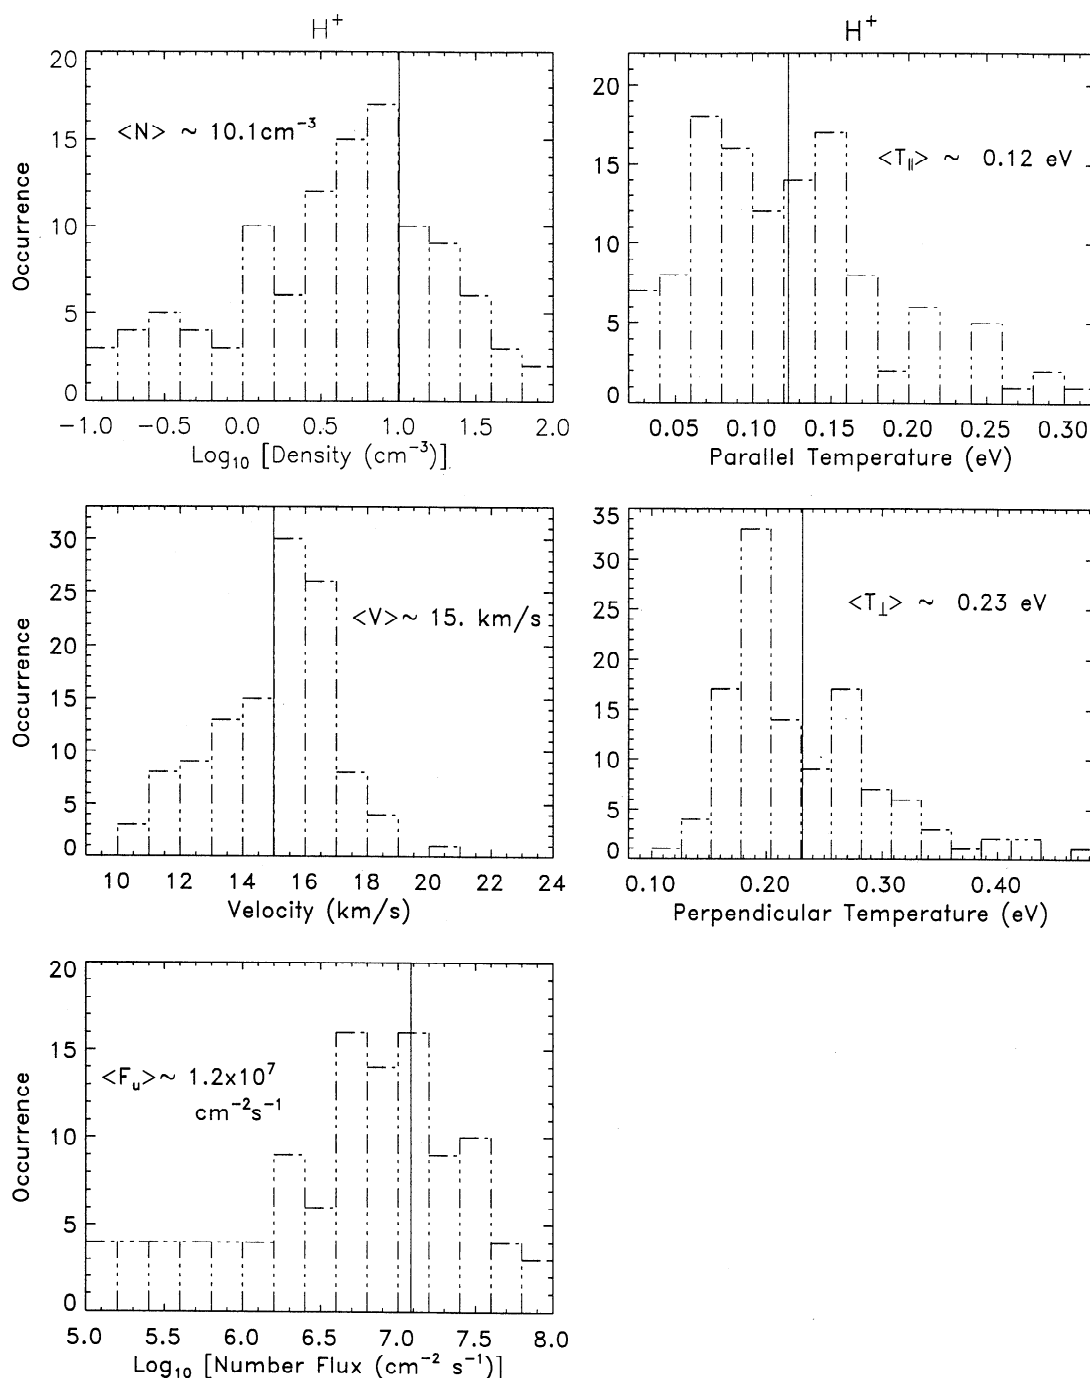 H⁺
20
15
10
5
0
Occurrence
<N> ~ 10.1cm⁻³
−1.0 −0.5 0.0 0.5 1.0 1.5 2.0
Log₁₀ [Density (cm⁻³)]
H⁺
20
15
10
5
0
<T∥> ~ 0.12 eV
0.05 0.10 0.15 0.20 0.25 0.30
Parallel Temperature (eV)
30
25
20
15
10
5
0
Occurrence
<V>~ 15. km/s
10 12 14 16 18 20 22 24
Velocity (km/s)
35
30
25
20
15
10
5
0
<T⊥> ~ 0.23 eV
0.10 0.20 0.30 0.40
Perpendicular Temperature (eV)
20
15
10
5
0
Occurrence
<Fᵤ>~ 1.2x10⁷
cm⁻²s⁻¹
5.0 5.5 6.0 6.5 7.0 7.5 8.0
Log₁₀ [Number Flux (cm⁻² s⁻¹)]